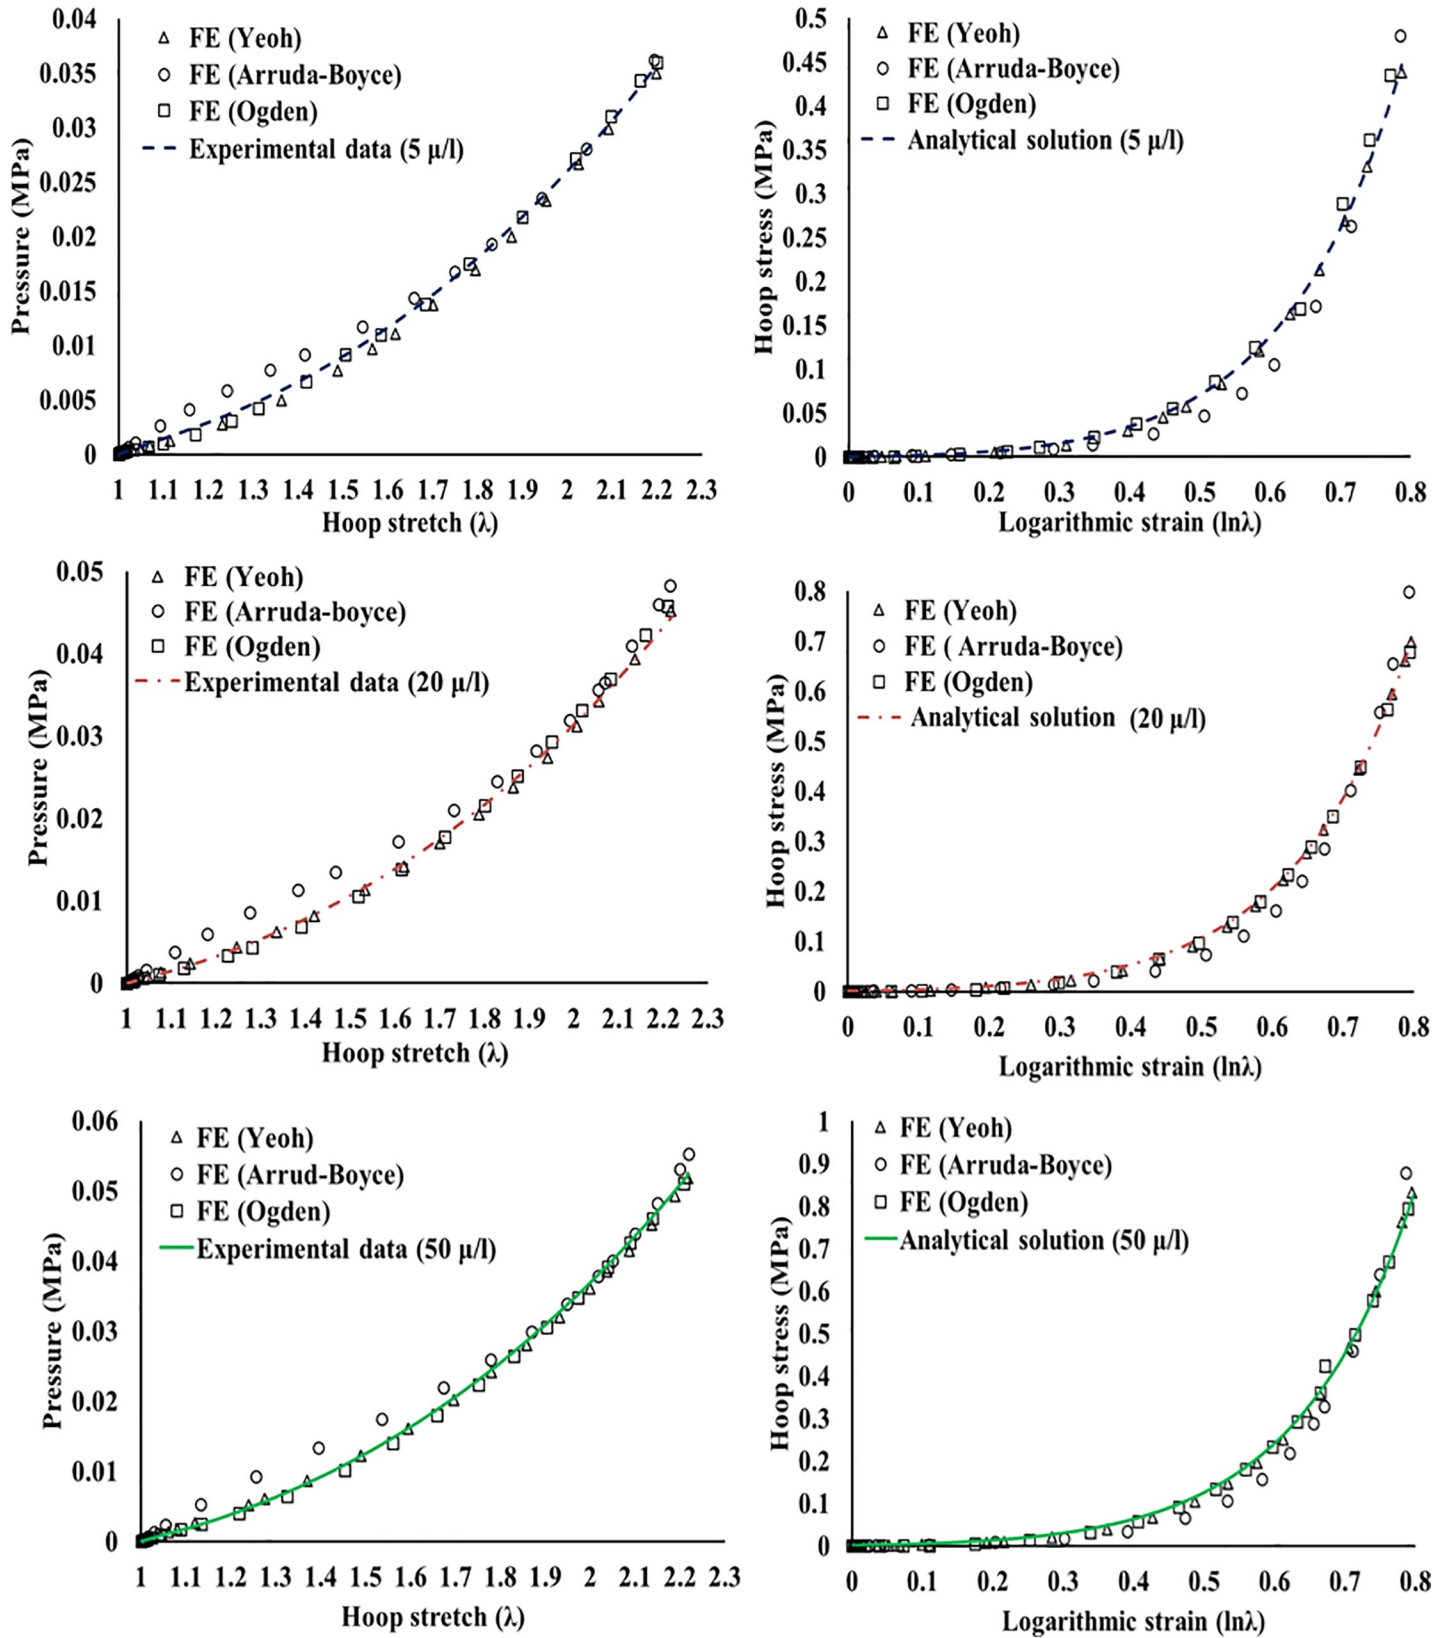 0.04
0.035
0.03
0.025
0.02
0.015
0.01
0.005
0
Pressure (MPa)
FE (Yeoh)
FE (Arruda-Boyce)
FE (Ogden)
Experimental data (5 µ/l)
1 1.1 1.2 1.3 1.4 1.5 1.6 1.7 1.8 1.9 2 2.1 2.2 2.3
Hoop stretch (λ)
0.5
0.45
0.4
0.35
0.3
0.25
0.2
0.15
0.1
0.05
0
Hoop stress (MPa)
FE (Yeoh)
FE (Arruda-Boyce)
FE (Ogden)
Analytical solution (5 µ/l)
0 0.1 0.2 0.3 0.4 0.5 0.6 0.7 0.8
Logarithmic strain (lnλ)
0.05
0.04
0.03
0.02
0.01
0
Pressure (MPa)
FE (Yeoh)
FE (Arruda-boyce)
FE (Ogden)
Experimental data (20 µ/l)
1 1.1 1.2 1.3 1.4 1.5 1.6 1.7 1.8 1.9 2 2.1 2.2 2.3
Hoop stretch (λ)
0.8
0.7
0.6
0.5
0.4
0.3
0.2
0.1
0
Hoop stress (MPa)
FE (Yeoh)
FE ( Arruda-Boyce)
FE (Ogden)
Analytical solution (20 µ/l)
0 0.1 0.2 0.3 0.4 0.5 0.6 0.7 0.8
Logarithmic strain (lnλ)
0.06
0.05
0.04
0.03
0.02
0.01
0
Pressure (MPa)
FE (Yeoh)
FE (Arrud-Boyce)
FE (Ogden)
Experimental data (50 µ/l)
1 1.1 1.2 1.3 1.4 1.5 1.6 1.7 1.8 1.9 2 2.1 2.2 2.3
Hoop stretch (λ)
1
0.9
0.8
0.7
0.6
0.5
0.4
0.3
0.2
0.1
0
Hoop stress (MPa)
FE (Yeoh)
FE (Arruda-Boyce)
FE (Ogden)
Analytical solution (50 µ/l)
0 0.1 0.2 0.3 0.4 0.5 0.6 0.7 0.8
Logarithmic strain (lnλ)